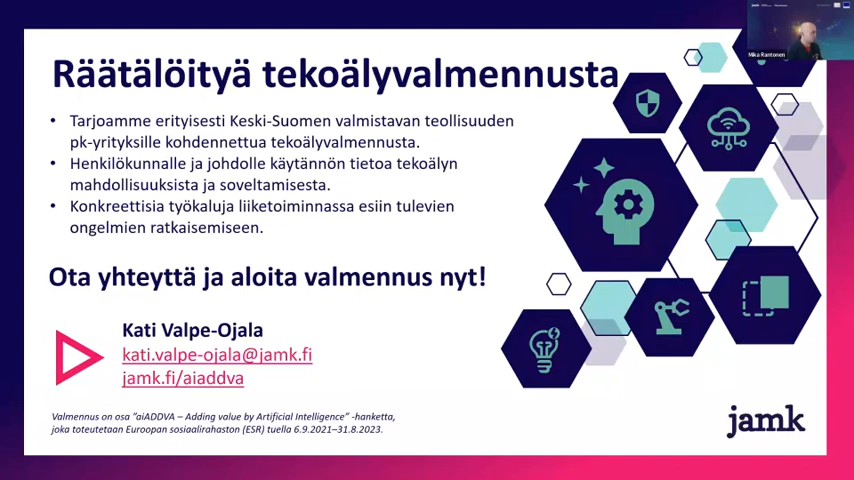 Räätälöityä tekoälyvalmennusta
• Tarjoamme erityisesti Keski-Suomen valmistavan teollisuuden
pk-yrityksille kohdennettua tekoälyvalmennusta.
• Henkilökunnalle ja johdolle käytännön tietoa tekoälyn
mahdollisuuksista ja soveltamisesta.
• Konkreettisia työkaluja liiketoiminnassa esiin tulevien
ongelmien ratkaisemiseen.
Ota yhteyttä ja aloita valmennus nyt!
Kati Valpe-Ojala
kati.valpe-ojala@jamk.fi
jamk.fi/aiaddva
Valmennus on osa ”aiADDVA – Adding value by Artificial Intelligence” -hanketta,
joka toteutetaan Euroopan sosiaalirahaston (ESR) tuella 6.9.2021–31.8.2023.
jamk
jamk
Mika Rantonen